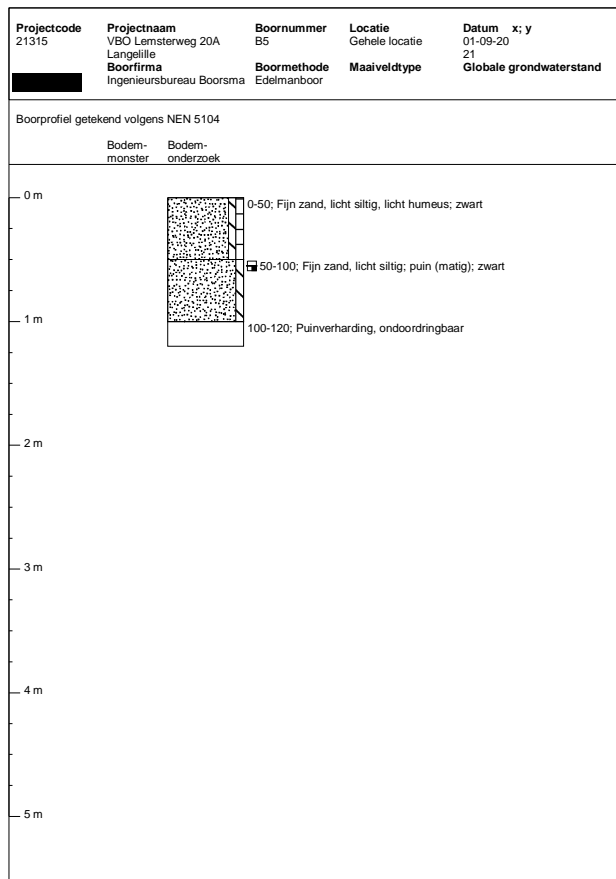 Projectcode Projectnaam Boornummer Locatie Datum x; y
21315 VBO Lemsterweg 20A B5 Gehele locatie 01-09-20
Langelille 21
Boorfirma Boormethode Maaiveldtype Globale grondwaterstand
Ingenieursbureau Boorsma Edelmanboor
Boorprofiel getekend volgens NEN 5104
Bodem- Bodem-
monster onderzoek
0 m
0-50; Fijn zand, licht siltig, licht humeus; zwart
50-100; Fijn zand, licht siltig; puin (matig); zwart
1 m
100-120; Puinverharding, ondoordringbaar
2 m
3 m
4 m
5 m